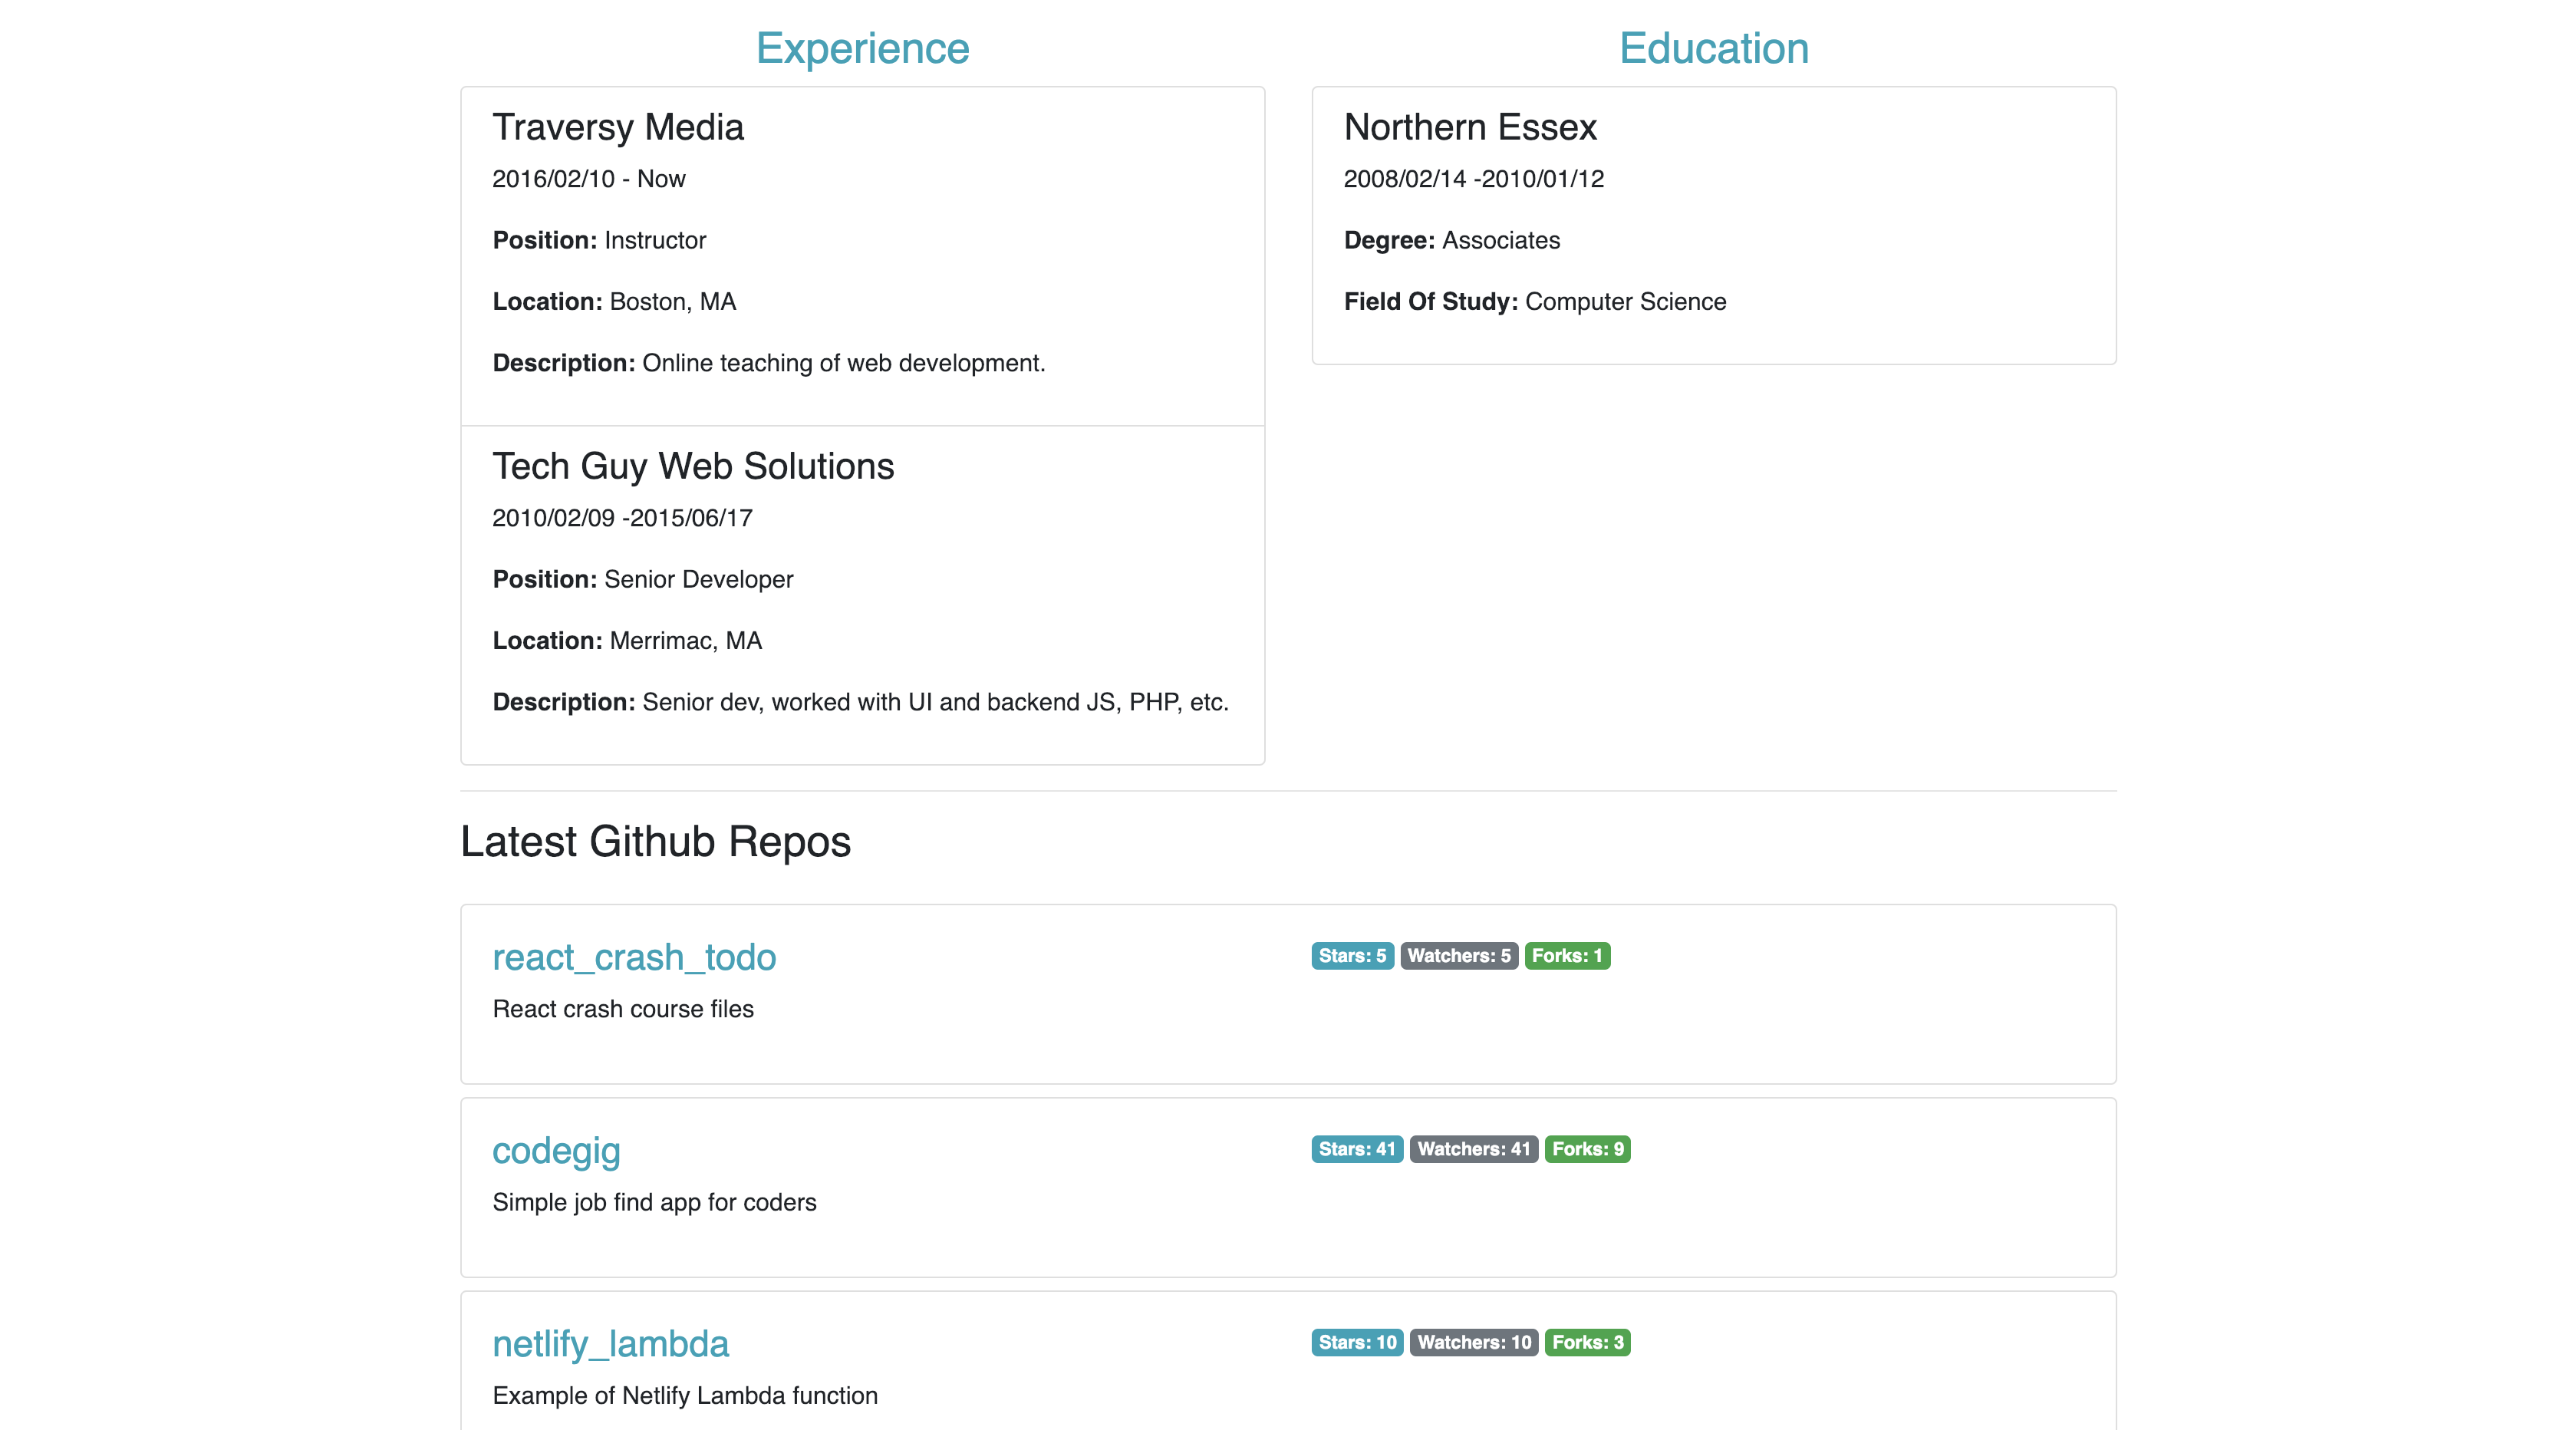 Experience
Traversy Media
2016/02/10 - Now
Position: Instructor
Location: Boston, MA
Description: Online teaching of web development.
Tech Guy Web Solutions
2010/02/09 -2015/06/17
Position: Senior Developer
Location: Merrimac, MA
Description: Senior dev, worked with UI and backend JS, PHP, etc.
Education
Northern Essex
2008/02/14 -2010/01/12
Degree: Associates
Field Of Study: Computer Science
Latest Github Repos
react_crash_todo
React crash course files
Stars: 5 Watchers: 5 Forks: 1
codegig
Simple job find app for coders
Stars: 41 Watchers: 41 Forks: 9
netlify_lambda
Example of Netlify Lambda function
Stars: 10 Watchers: 10 Forks: 3